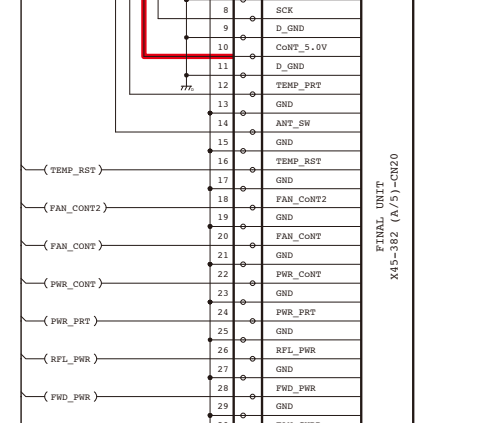 8 SCK
9 D_GND
10 CoNT_5.0V
11 D_GND
12 TEMP_PRT
13 GND
14 ANT_SW
15 GND
TEMP_RST 16 TEMP_RST
17 GND
FAN_CONT2 18 FAN_CoNT2
19 GND
FAN_CONT 20 FAN_CoNT
21 GND
PWR_CONT 22 PWR_CoNT
23 GND
PWR_PRT 24 PWR_PRT
25 GND
RFL_PWR 26 RFL_PWR
27 GND
FWD_PWR 28 FWD_PWR
29 GND
FINAL UNIT
X45-382 (A/5)-CN20